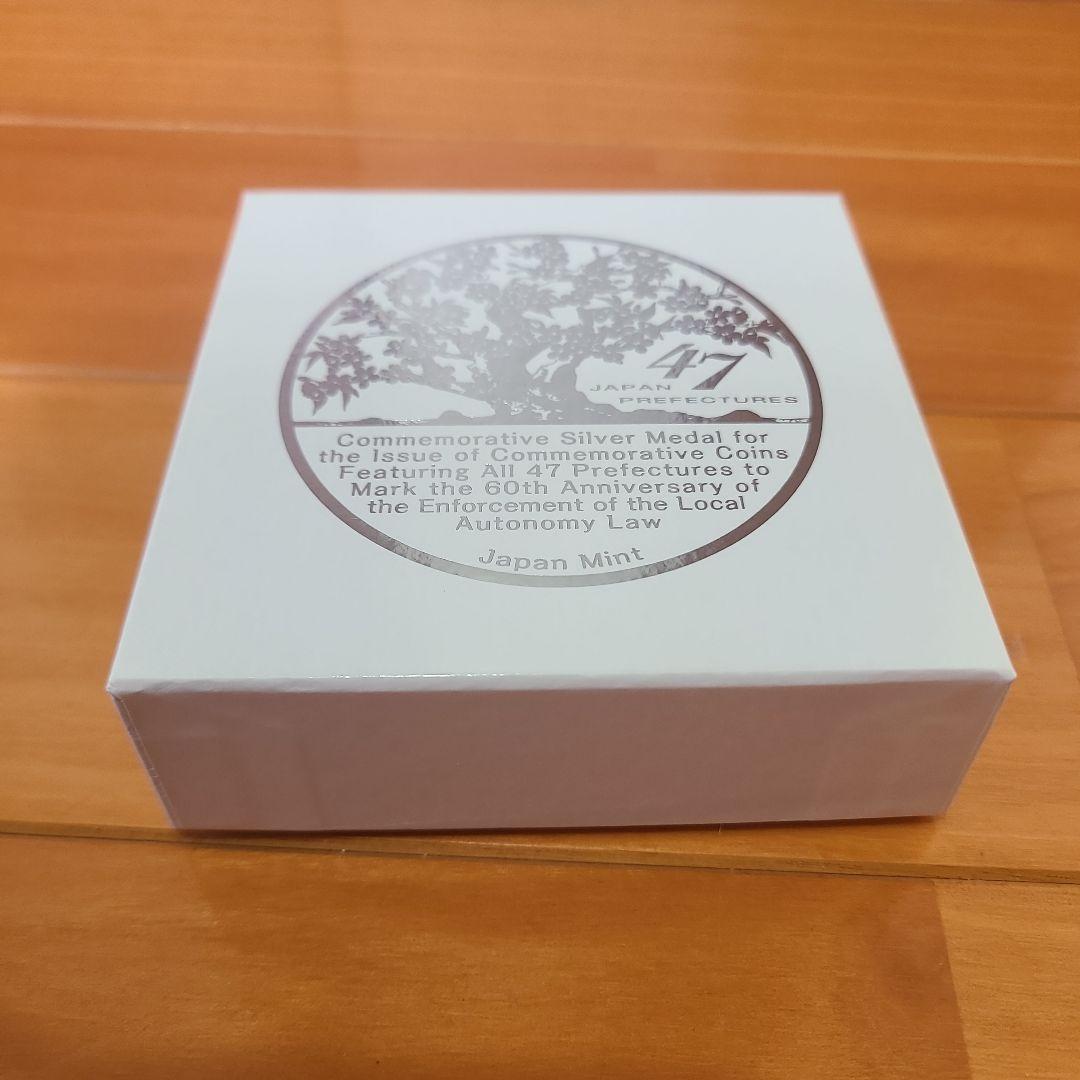 47
JAPAN
PREFECTURES
Commemorative Silver Medal for
the Issue of Commemorative Coins
Featuring All 47 Prefectures to
Mark the 60th Anniversary of
the Enforcement of the Local
Autonomy Law
Japan Mint